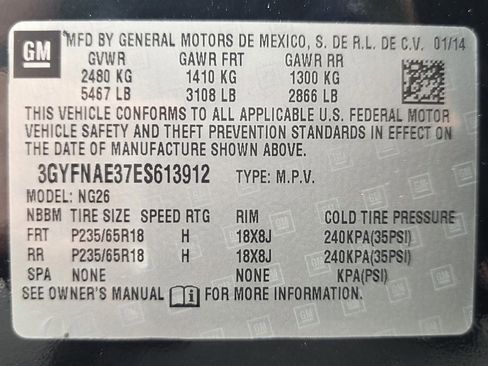 GM MFD BY GENERAL MOTORS DE MEXICO, S. DE R.L. DE C.V. 01/14
GVWR GAWR FRT GAWR RR
2480 KG 1410 KG 1300 KG
5467 LB 3108 LB 2866 LB
THIS VEHICLE CONFORMS TO ALL APPLICABLE U.S. FEDERAL MOTOR
VEHICLE SAFETY AND THEFT PREVENTION STANDARDS IN EFFECT ON
THE DATE OF MANUFACTURE SHOWN ABOVE.
3GYFNAE37ES613912 TYPE: M.P.V.
MODEL: NG26
NBBM TIRE SIZE SPEED RTG RIM COLD TIRE PRESSURE
FRT P235/65R18 H 18X8J 240KPA(35PSI)
RR P235/65R18 H 18X8J 240KPA(35PSI)
SPA NONE NONE KPA(PSI)
SEE OWNER'S MANUAL FOR MORE INFORMATION.